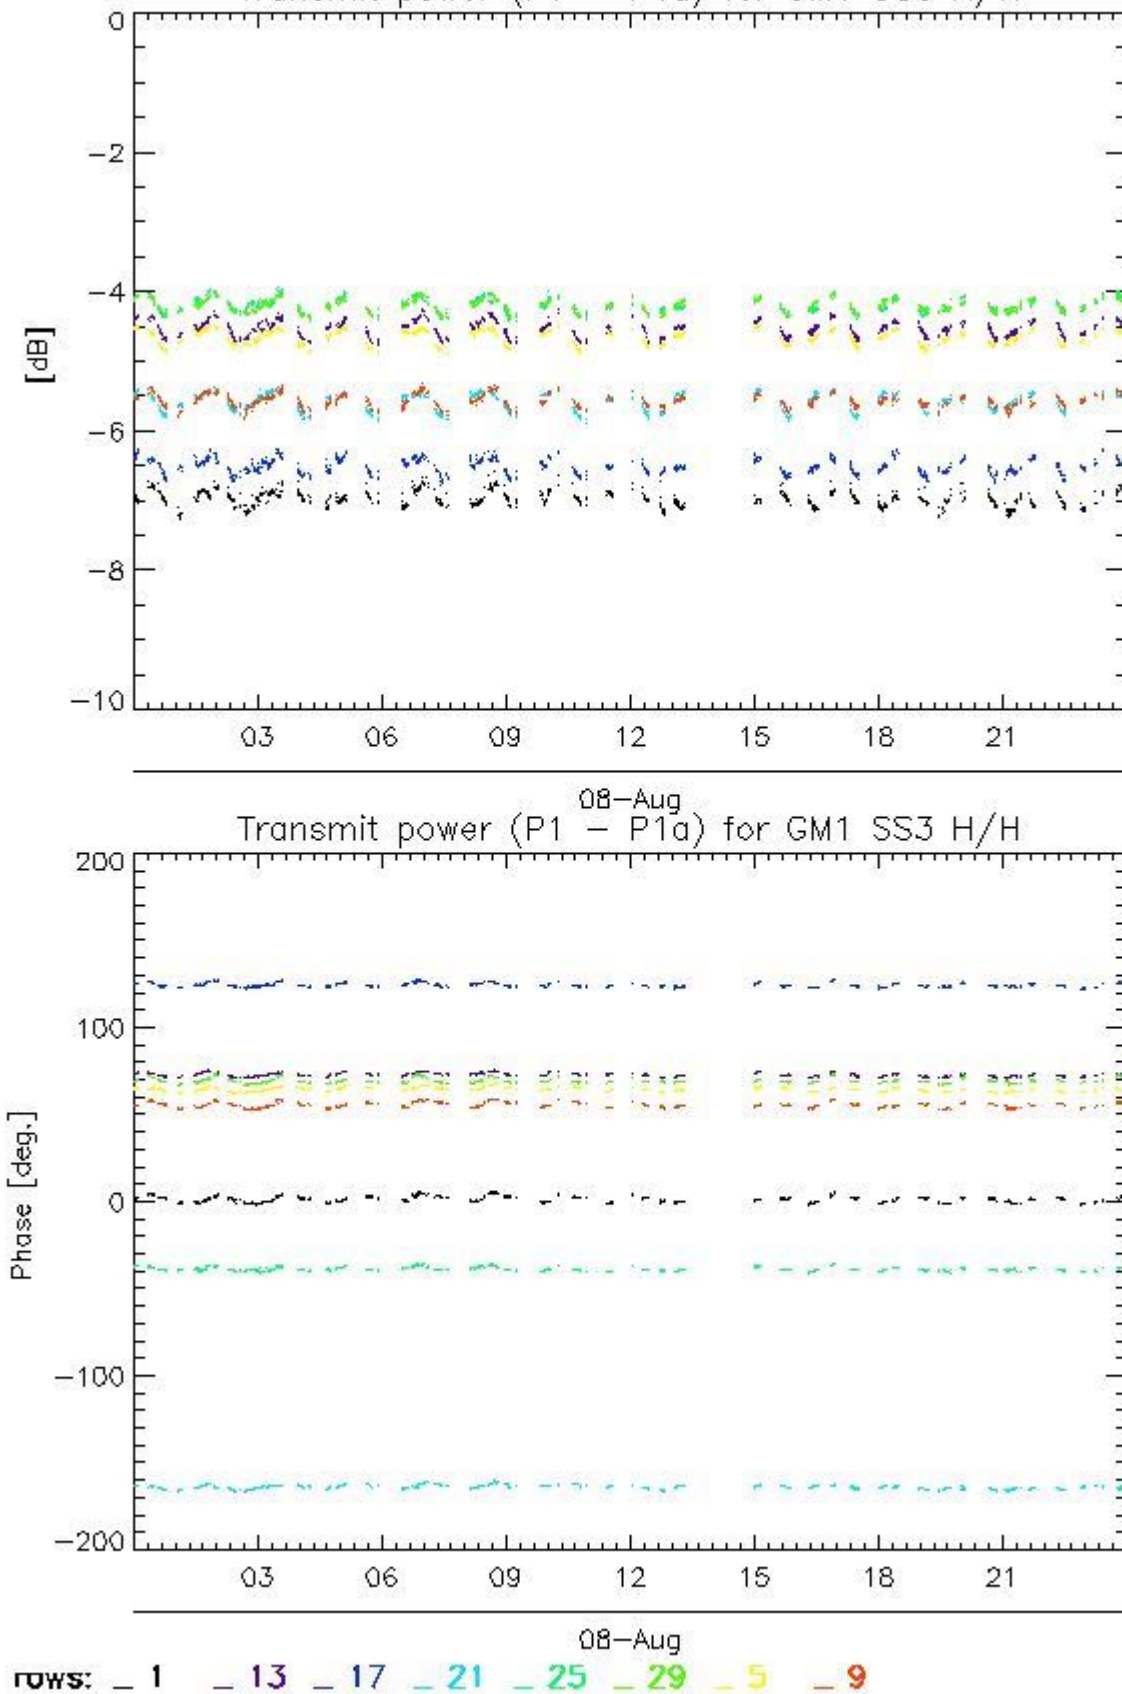 0
-2
-4
[dB]
-6
-8
-10
03 06 09 12 15 18 21
08-Aug
Transmit power (P1 - P1a) for GM1 SS3 H/H
200
100
0
Phase [deg.]
-100
-200
03 06 09 12 15 18 21
08-Aug
rows: _ 1 _ 13 _ 17 _ 21 _ 25 _ 29 _ 5 _ 9